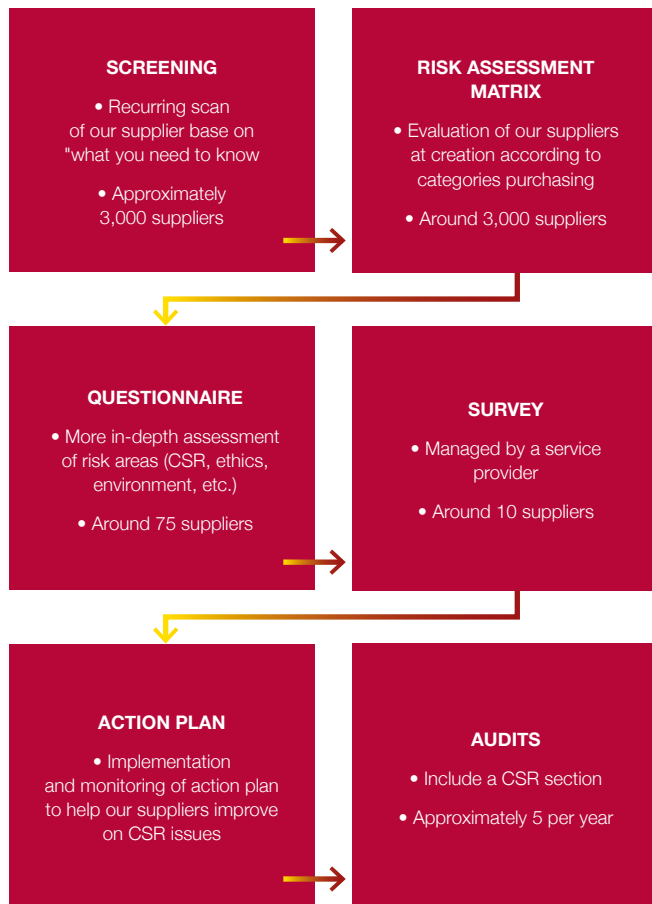 SCREENING
• Recurring scan
of our supplier base on
"what you need to know
• Approximately
3,000 suppliers
RISK ASSESSMENT
MATRIX
• Evaluation of our suppliers
at creation according to
categories purchasing
• Around 3,000 suppliers
QUESTIONNAIRE
• More in-depth assessment
of risk areas (CSR, ethics,
environment, etc.)
• Around 75 suppliers
SURVEY
• Managed by a service
provider
• Around 10 suppliers
ACTION PLAN
• Implementation
and monitoring of action plan
to help our suppliers improve
on CSR issues
AUDITS
• Include a CSR section
• Approximately 5 per year